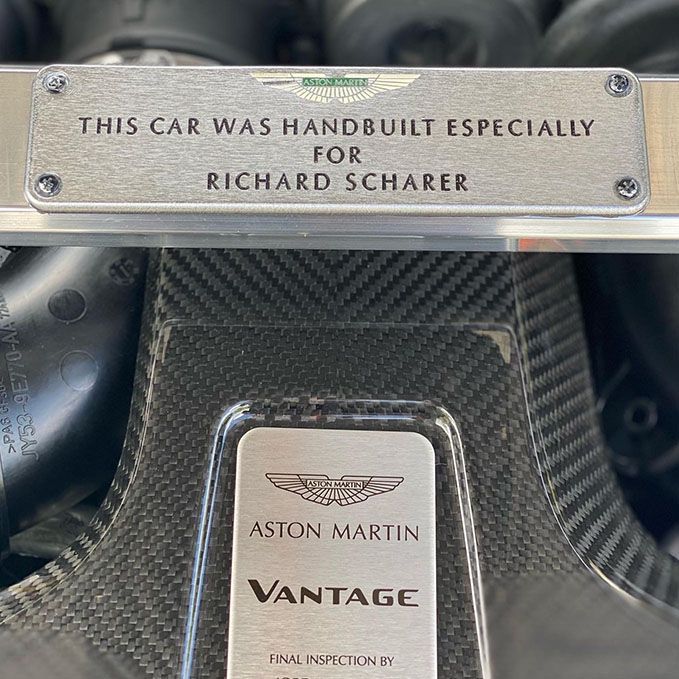 ASTON MARTIN
THIS CAR WAS HANDBUILT ESPECIALLY
FOR
RICHARD SCHARER
ASTON MARTIN
ASTON MARTIN
VANTAGE
FINAL INSPECTION BY